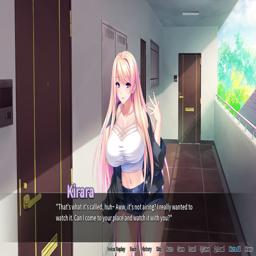 Kirara
"That's what it's called, huh~ Aww, it's not airing? I really wanted to
watch it. Can I come to your place and watch it with you?"
History